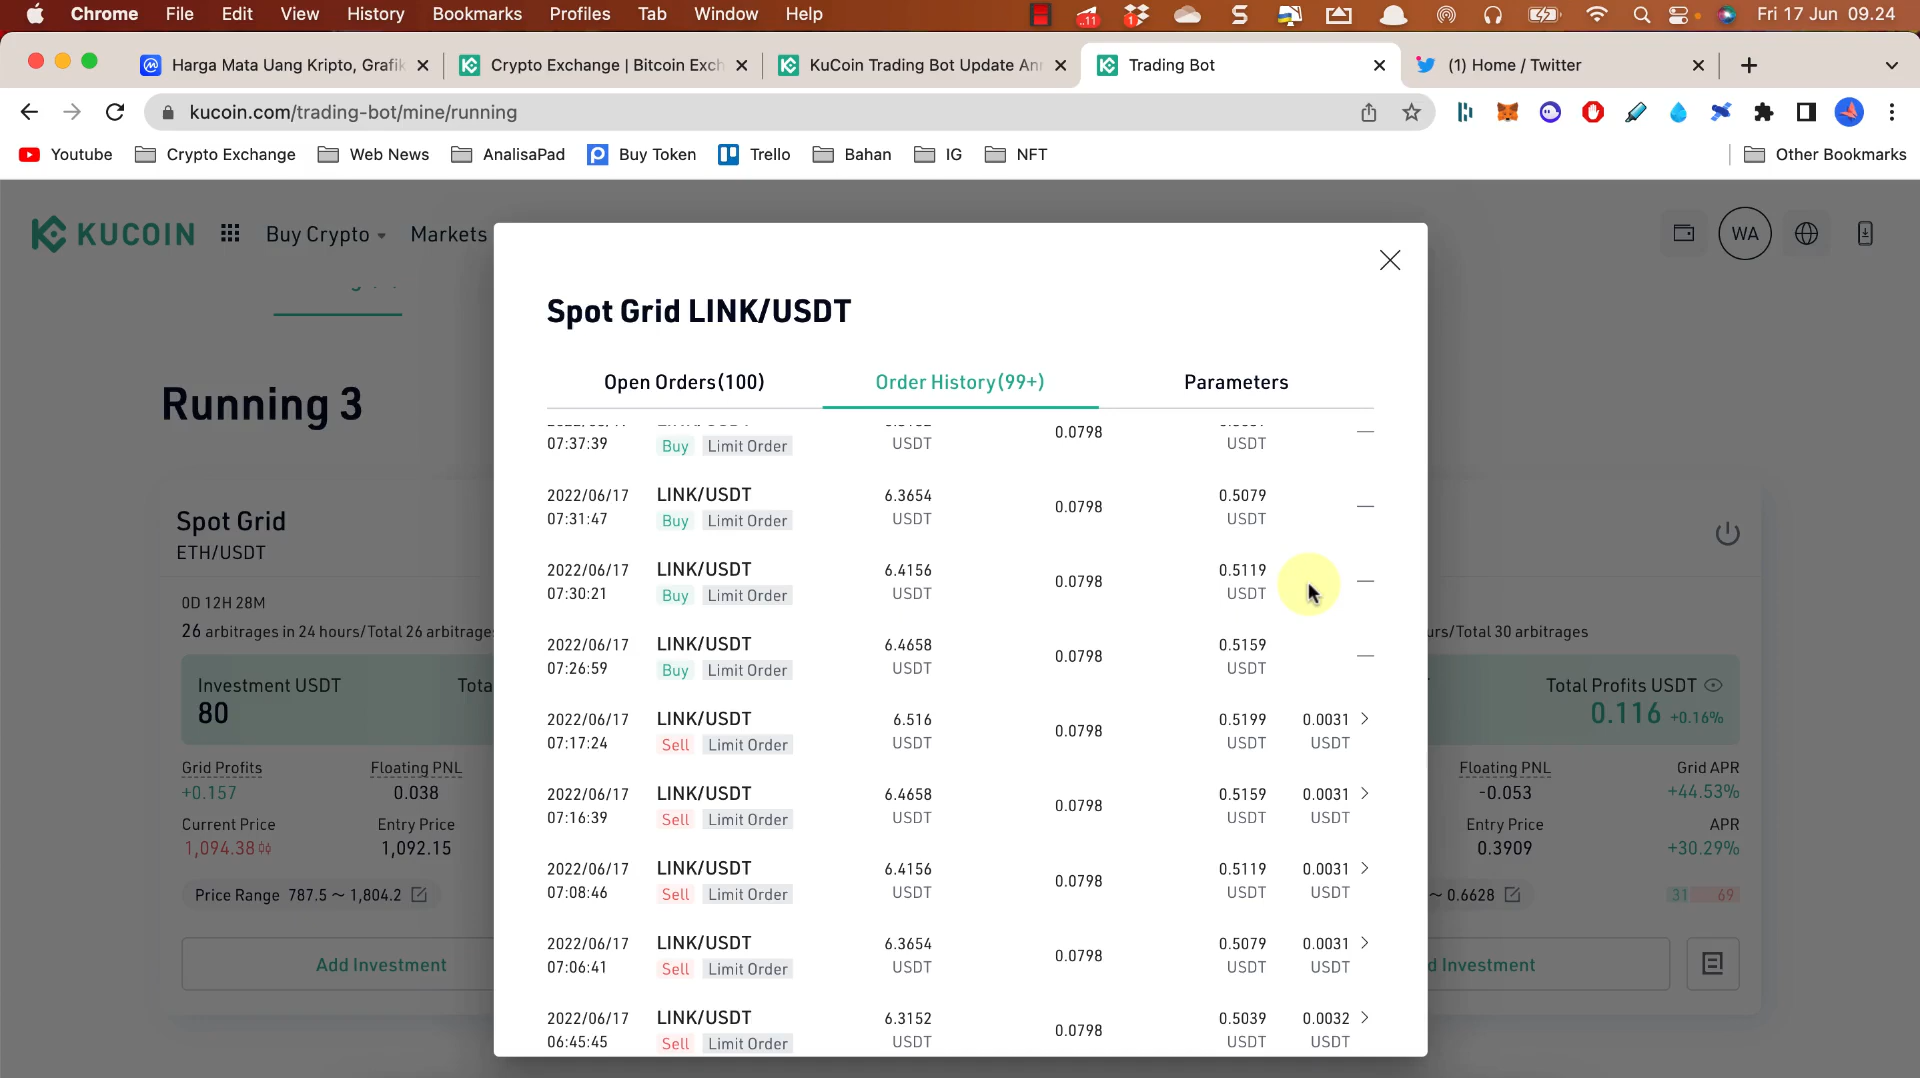 Chrome File Edit View History Bookmarks Profiles Tab Window Help Fri 17 Jun 09.24
Harga Mata Uang Kripto, Grafik Crypto Exchange | Bitcoin Exch KuCoin Trading Bot Update Ann Trading Bot (1) Home / Twitter
kucoin.com/trading-bot/mine/running
Youtube Crypto Exchange Web News AnalisaPad Buy Token Trello Bahan IG NFT Other Bookmarks
KUCOIN Buy Crypto Markets WA
Running 3
Spot Grid
ETH/USDT
0D 12H 28M
26 arbitrages in 24 hours/Total 26 arbitrages
Investment USDT Tota
80
Grid Profits Floating PNL
+0.157 0.038
Current Price Entry Price
1,094.38 1,092.15
Price Range 787.5 ~ 1,804.2
Add Investment
Spot Grid LINK/USDT
Open Orders(100) Order History(99+) Parameters
07:37:39 Buy Limit Order USDT 0.0798 USDT —
2022/06/17 LINK/USDT 6.3654 0.0798 0.5079 —
07:31:47 Buy Limit Order USDT USDT
2022/06/17 LINK/USDT 6.4156 0.0798 0.5119 —
07:30:21 Buy Limit Order USDT USDT
2022/06/17 LINK/USDT 6.4658 0.0798 0.5159 —
07:26:59 Buy Limit Order USDT USDT
2022/06/17 LINK/USDT 6.516 0.0798 0.5199 0.0031
07:17:24 Sell Limit Order USDT USDT USDT
2022/06/17 LINK/USDT 6.4658 0.0798 0.5159 0.0031
07:16:39 Sell Limit Order USDT USDT USDT
2022/06/17 LINK/USDT 6.4156 0.0798 0.5119 0.0031
07:08:46 Sell Limit Order USDT USDT USDT
2022/06/17 LINK/USDT 6.3654 0.0798 0.5079 0.0031
07:06:41 Sell Limit Order USDT USDT USDT
2022/06/17 LINK/USDT 6.3152 0.0798 0.5039 0.0032
06:45:45 Sell Limit Order USDT USDT USDT
urs/Total 30 arbitrages
Total Profits USDT
0.116 +0.16%
Floating PNL Grid APR
-0.053 +44.53%
Entry Price APR
0.3909 +30.29%
~ 0.6628 31 69
d Investment